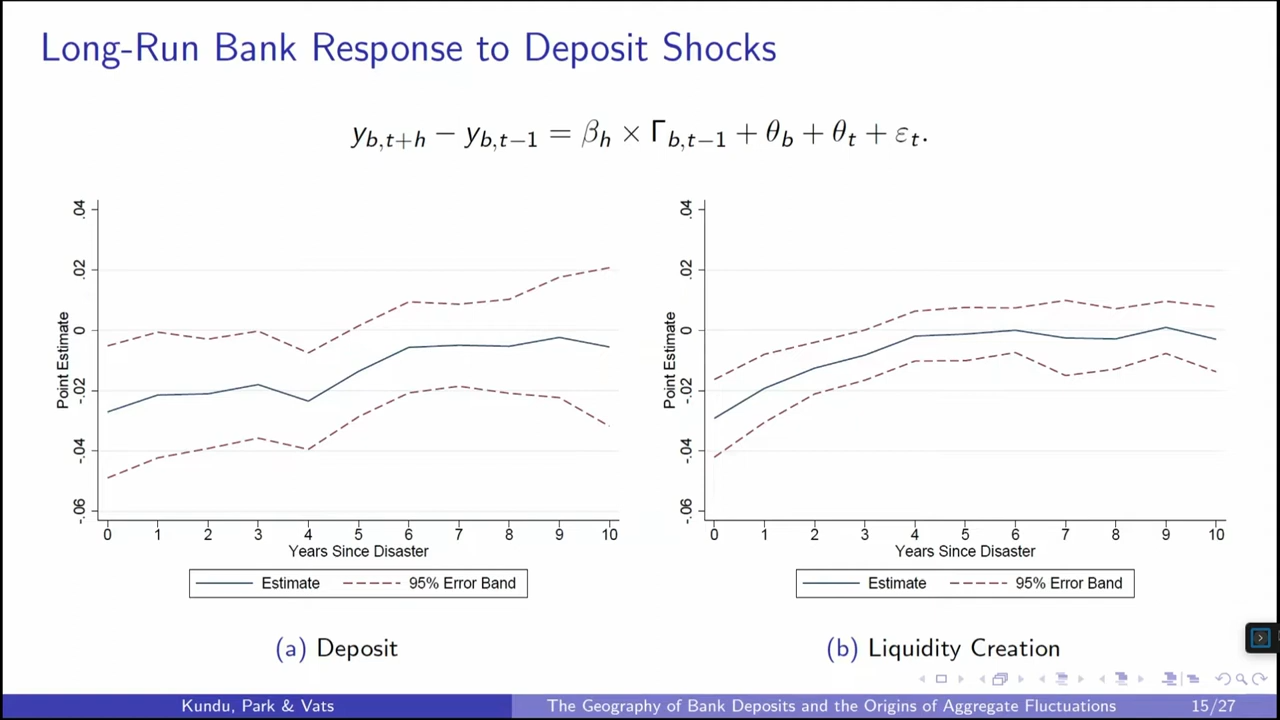 Long-Run Bank Response to Deposit Shocks
y_{b,t+h} − y_{b,t−1} = β_h × Γ_{b,t−1} + θ_b + θ_t + ε_t.
Point Estimate
.04
.02
0
-.02
-.04
-.06
0 1 2 3 4 5 6 7 8 9 10
Years Since Disaster
Estimate 95% Error Band
(a) Deposit
Point Estimate
.04
.02
0
-.02
-.04
-.06
0 1 2 3 4 5 6 7 8 9 10
Years Since Disaster
Estimate 95% Error Band
(b) Liquidity Creation
Kundu, Park & Vats The Geography of Bank Deposits and the Origins of Aggregate Fluctuations 15/27